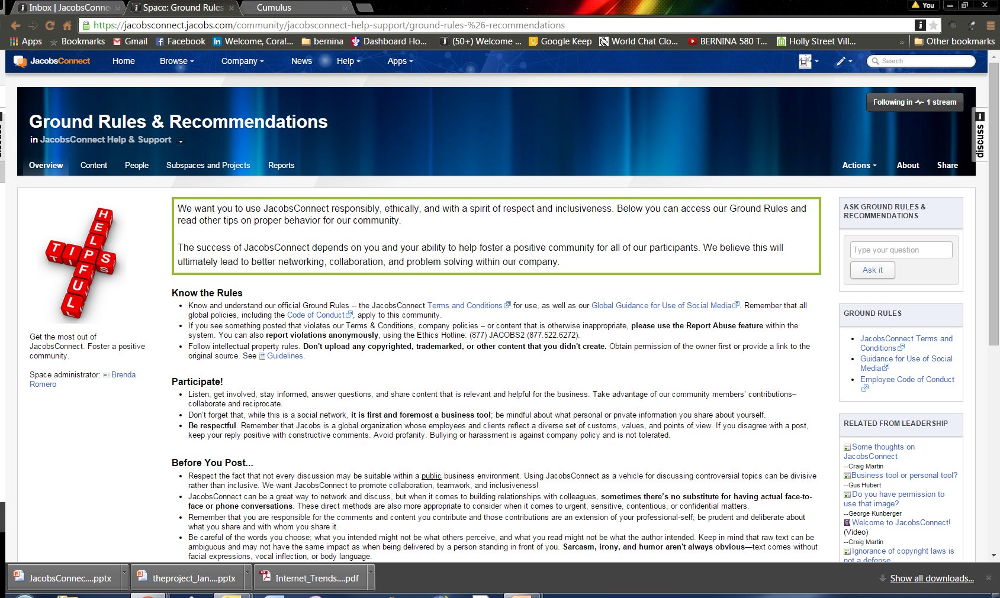 Inbox | JacobsConne
Space: Ground Rules
Cumulus
You
https://jacobsconnect.jacobs.com/community/jacobsconnect-help-support/ground-rules-%26-recommendations
Apps
Bookmarks
Gmail
Facebook
Welcome, Cora!...
bernina
Dashboard Ho...
(50+) Welcome ...
Google Keep
World Chat Clo...
BERNINA 580 T...
Holly Street Vill...
»
Other bookmarks
JacobsConnect
Home
Browse
Company
News
Help
Apps
Search
Following in 1 stream
Ground Rules & Recommendations
in JacobsConnect Help & Support
discuss
Overview
Content
People
Subspaces and Projects
Reports
Actions
About
Share
HELPFUL
TIPS
Get the most out of
JacobsConnect. Foster a positive
community.
Space administrator: Brenda
Romero
We want you to use JacobsConnect responsibly, ethically, and with a spirit of respect and inclusiveness. Below you can access our Ground Rules and
read other tips on proper behavior for our community.
The success of JacobsConnect depends on you and your ability to help foster a positive community for all of our participants. We believe this will
ultimately lead to better networking, collaboration, and problem solving within our company.
Know the Rules
• Know and understand our official Ground Rules -- the JacobsConnect Terms and Conditions for use, as well as our Global Guidance for Use of Social Media. Remember that all
global policies, including the Code of Conduct, apply to this community.
• If you see something posted that violates our Terms & Conditions, company policies – or content that is otherwise inappropriate, please use the Report Abuse feature within the
system. You can also report violations anonymously, using the Ethics Hotline: (877) JACOBS2 (877.522.6272).
• Follow intellectual property rules. Don't upload any copyrighted, trademarked, or other content that you didn't create. Obtain permission of the owner first or provide a link to the
original source. See Guidelines.
Participate!
• Listen, get involved, stay informed, answer questions, and share content that is relevant and helpful for the business. Take advantage of our community members' contributions–
collaborate and reciprocate.
• Don't forget that, while this is a social network, it is first and foremost a business tool; be mindful about what personal or private information you share about yourself.
• Be respectful. Remember that Jacobs is a global organization whose employees and clients reflect a diverse set of customs, values, and points of view. If you disagree with a post,
keep your reply positive with constructive comments. Avoid profanity. Bullying or harassment is against company policy and is not tolerated.
Before You Post...
• Respect the fact that not every discussion may be suitable within a public business environment. Using JacobsConnect as a vehicle for discussing controversial topics can be divisive
rather than inclusive. We want JacobsConnect to promote collaboration, teamwork, and inclusiveness!
• JacobsConnect can be a great way to network and discuss, but when it comes to building relationships with colleagues, sometimes there's no substitute for having actual face-to-
face or phone conversations. These direct methods are also more appropriate to consider when it comes to urgent, sensitive, contentious, or confidential matters.
• Remember that you are responsible for the comments and content you contribute and those contributions are an extension of your professional-self; be prudent and deliberate about
what you share and with whom you share it.
• Be careful of the words you choose; what you intended might not be what others perceive, and what you read might not be what the author intended. Keep in mind that raw text can be
ambiguous and may not have the same impact as when being delivered by a person standing in front of you. Sarcasm, irony, and humor aren't always obvious—text comes without
facial expressions, vocal inflection, or body language.
ASK GROUND RULES &
RECOMMENDATIONS
Type your question
Ask it
GROUND RULES
• JacobsConnect Terms and
Conditions
• Guidance for Use of Social
Media
• Employee Code of Conduct
RELATED FROM LEADERSHIP
Some thoughts on
JacobsConnect
--Craig Martin
Business tool or personal tool?
--Gus Hubert
Do you have permission to
use that image?
--George Kunberger
Welcome to JacobsConnect!
(Video)
--Craig Martin
Ignorance of copyright laws is
not a defense
JacobsConnec....pptx
theproject_Jan....pptx
Internet_Trends....pdf
Show all downloads...